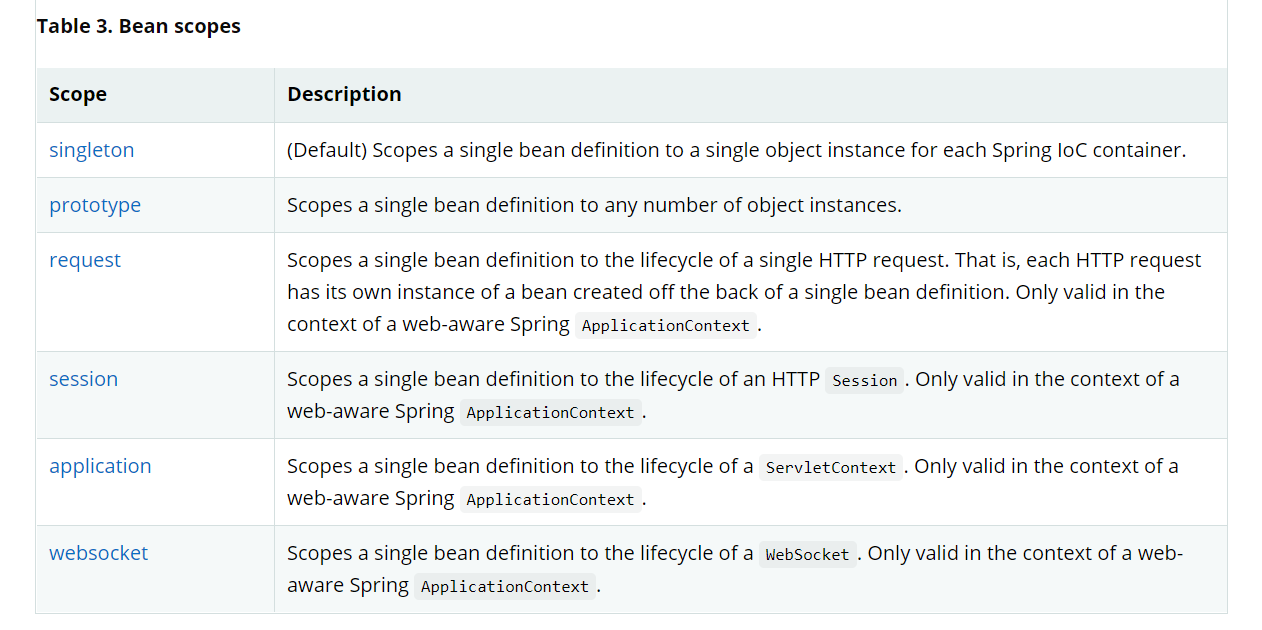 Table 3. Bean scopes
Scope Description
singleton (Default) Scopes a single bean definition to a single object instance for each Spring IoC container.
prototype Scopes a single bean definition to any number of object instances.
request Scopes a single bean definition to the lifecycle of a single HTTP request. That is, each HTTP request
has its own instance of a bean created off the back of a single bean definition. Only valid in the
context of a web-aware Spring ApplicationContext.
session Scopes a single bean definition to the lifecycle of an HTTP Session. Only valid in the context of a
web-aware Spring ApplicationContext.
application Scopes a single bean definition to the lifecycle of a ServletContext. Only valid in the context of a
web-aware Spring ApplicationContext.
websocket Scopes a single bean definition to the lifecycle of a WebSocket. Only valid in the context of a web-
aware Spring ApplicationContext.